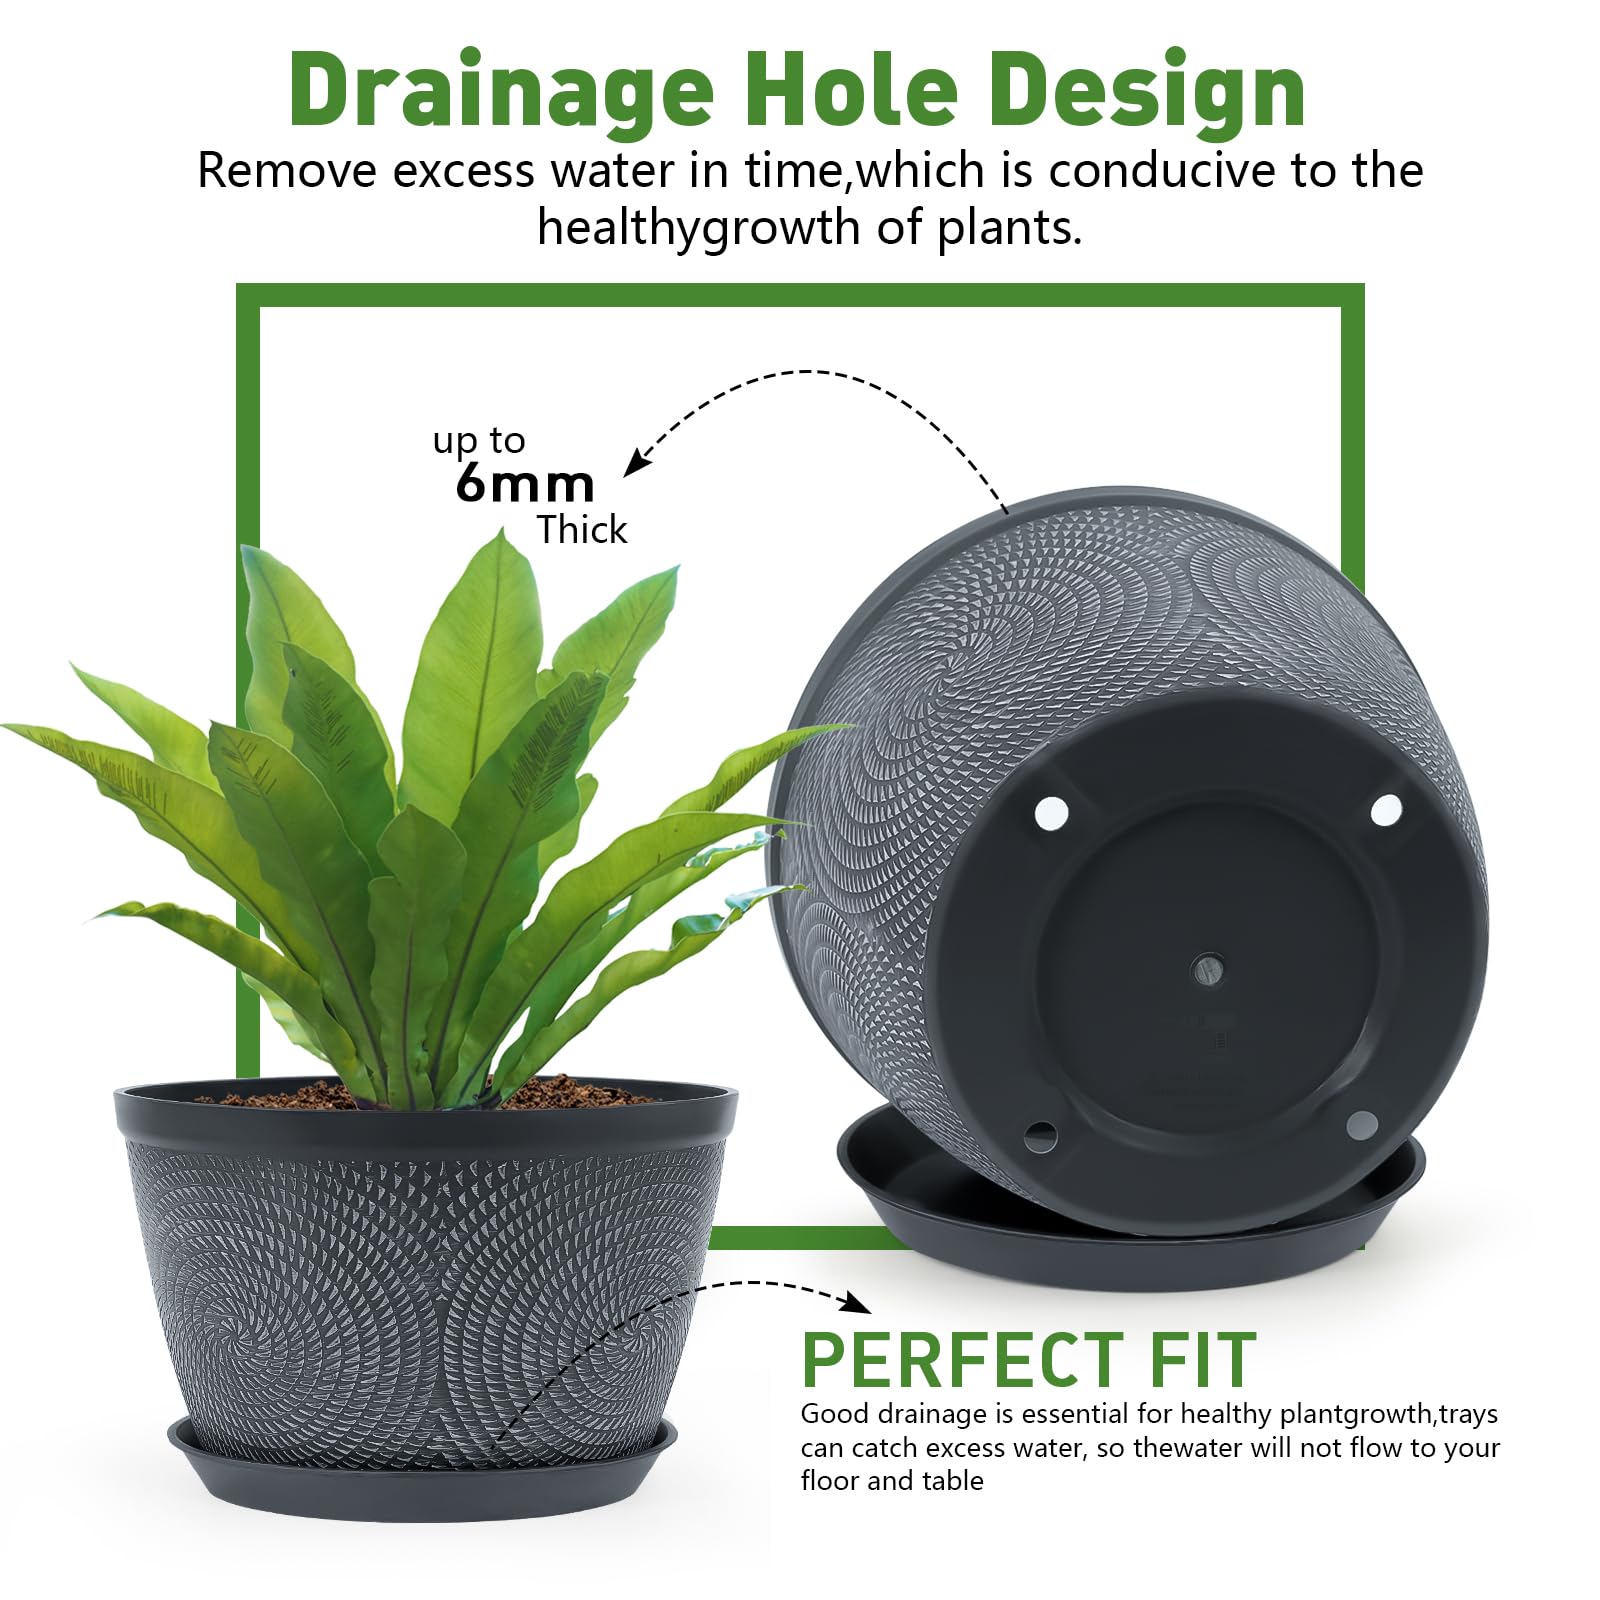 Drainage Hole Design
Remove excess water in time,which is conducive to the
healthygrowth of plants.
up to
6mm
Thick
PERFECT FIT
Good drainage is essential for healthy plantgrowth,trays
can catch excess water, so thewater will not flow to your
floor and table